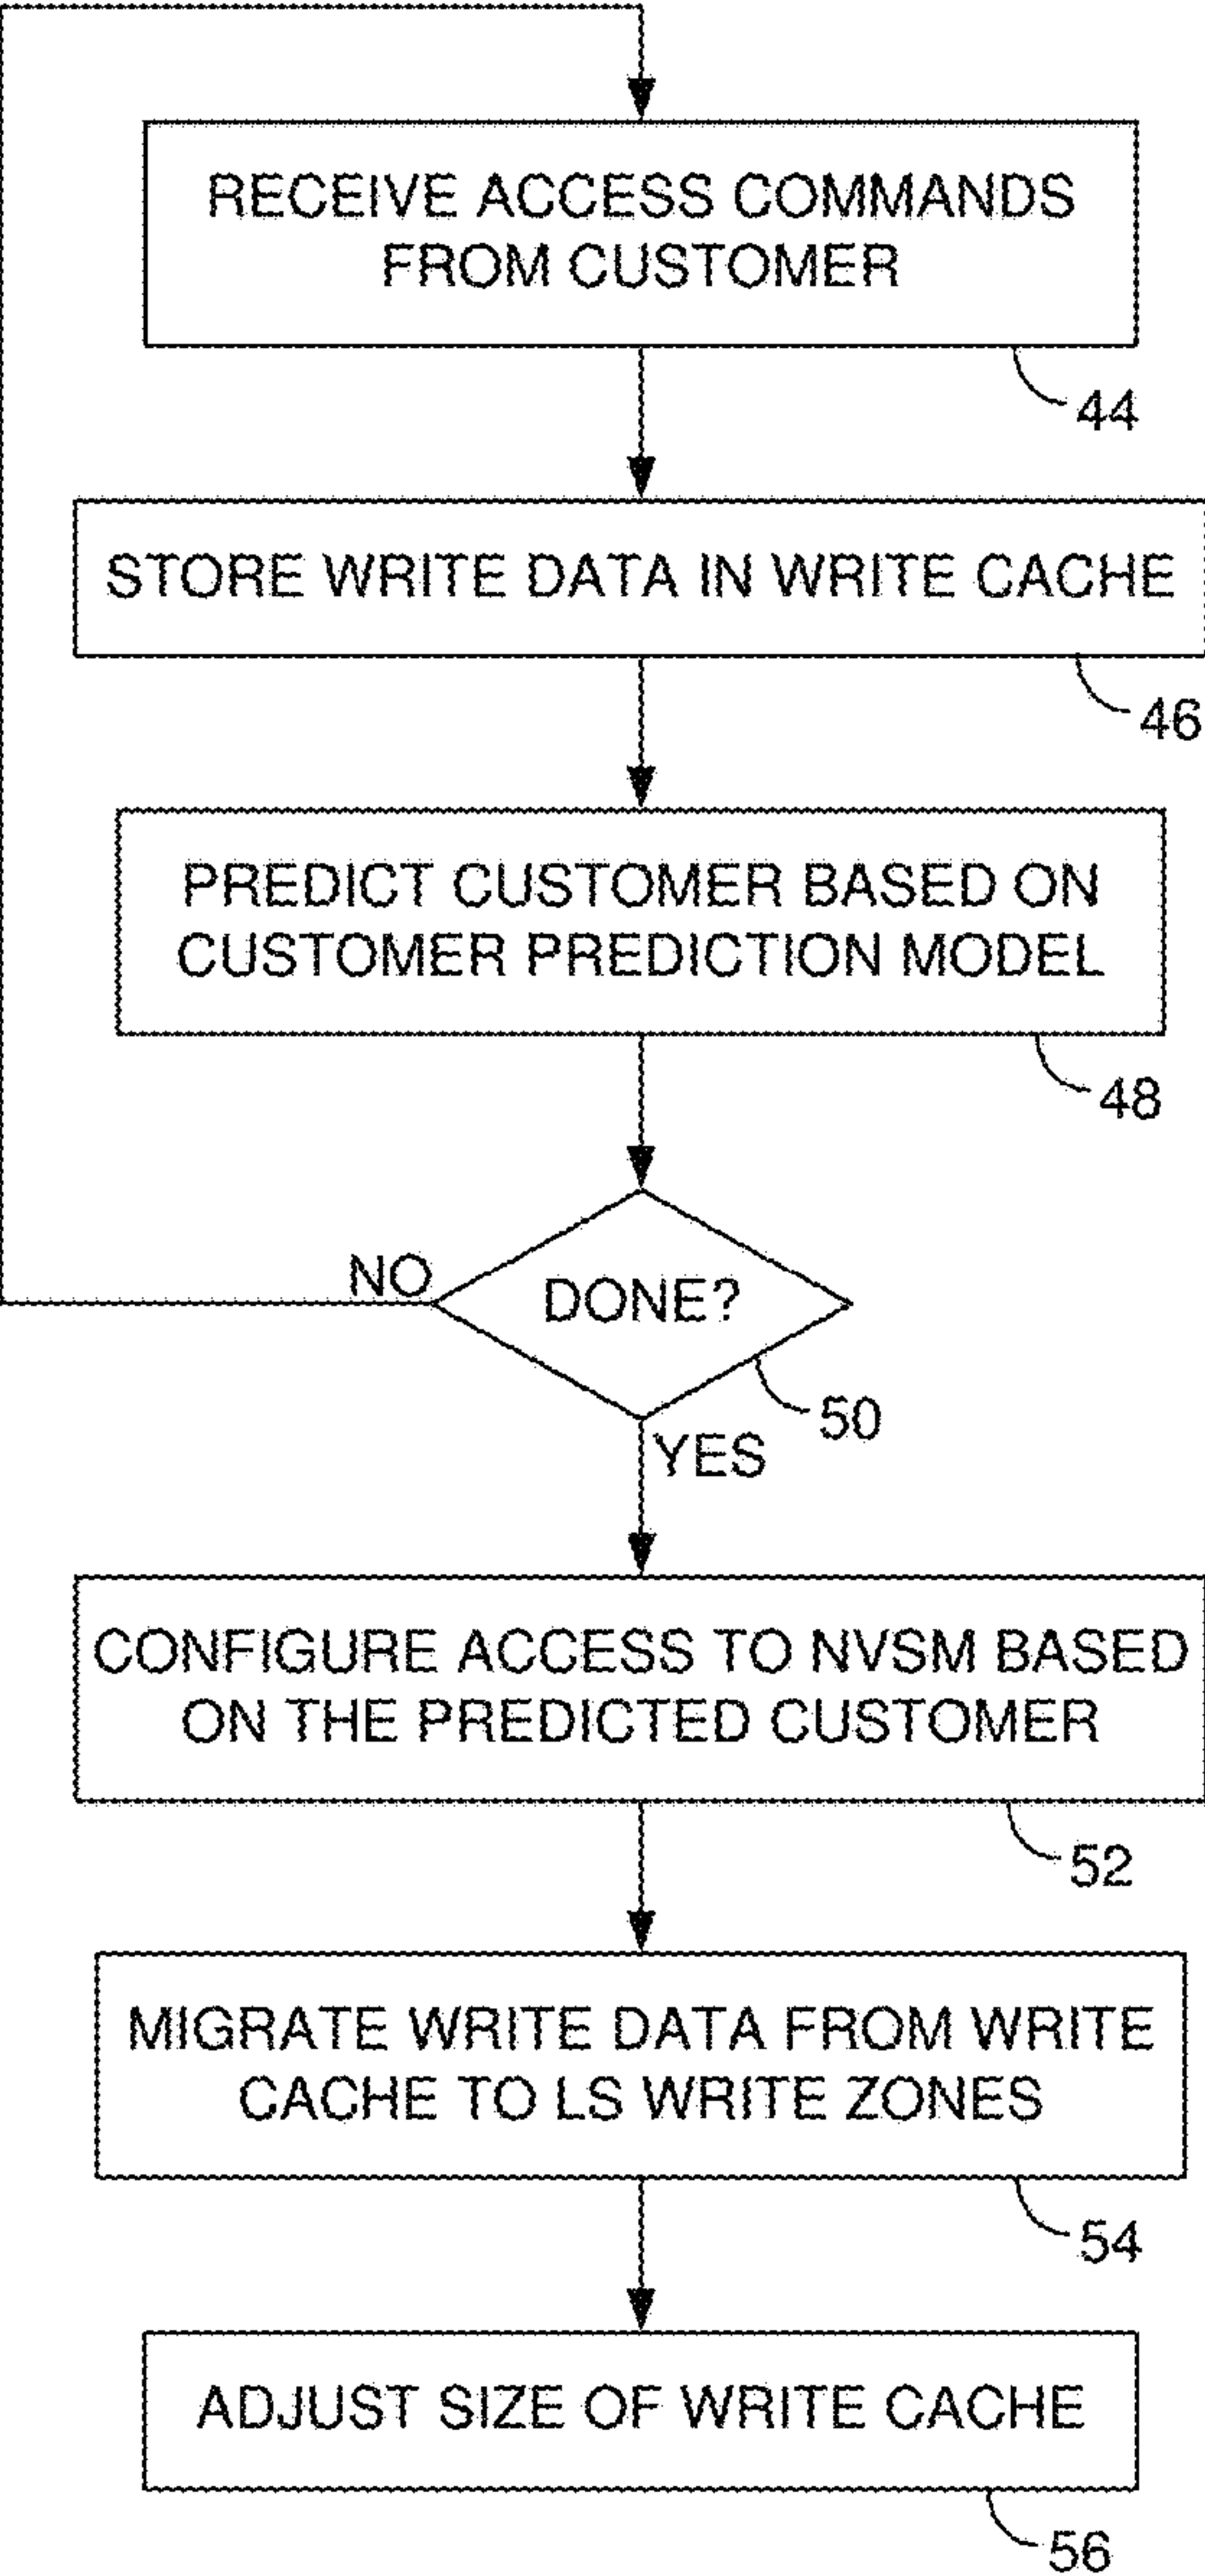 RECEIVE ACCESS COMMANDS
FROM CUSTOMER
44
STORE WRITE DATA IN WRITE CACHE
46
PREDICT CUSTOMER BASED ON
CUSTOMER PREDICTION MODEL
48
NO
DONE?
50
YES
CONFIGURE ACCESS TO NVSM BASED
ON THE PREDICTED CUSTOMER
52
MIGRATE WRITE DATA FROM WRITE
CACHE TO LS WRITE ZONES
54
ADJUST SIZE OF WRITE CACHE
56